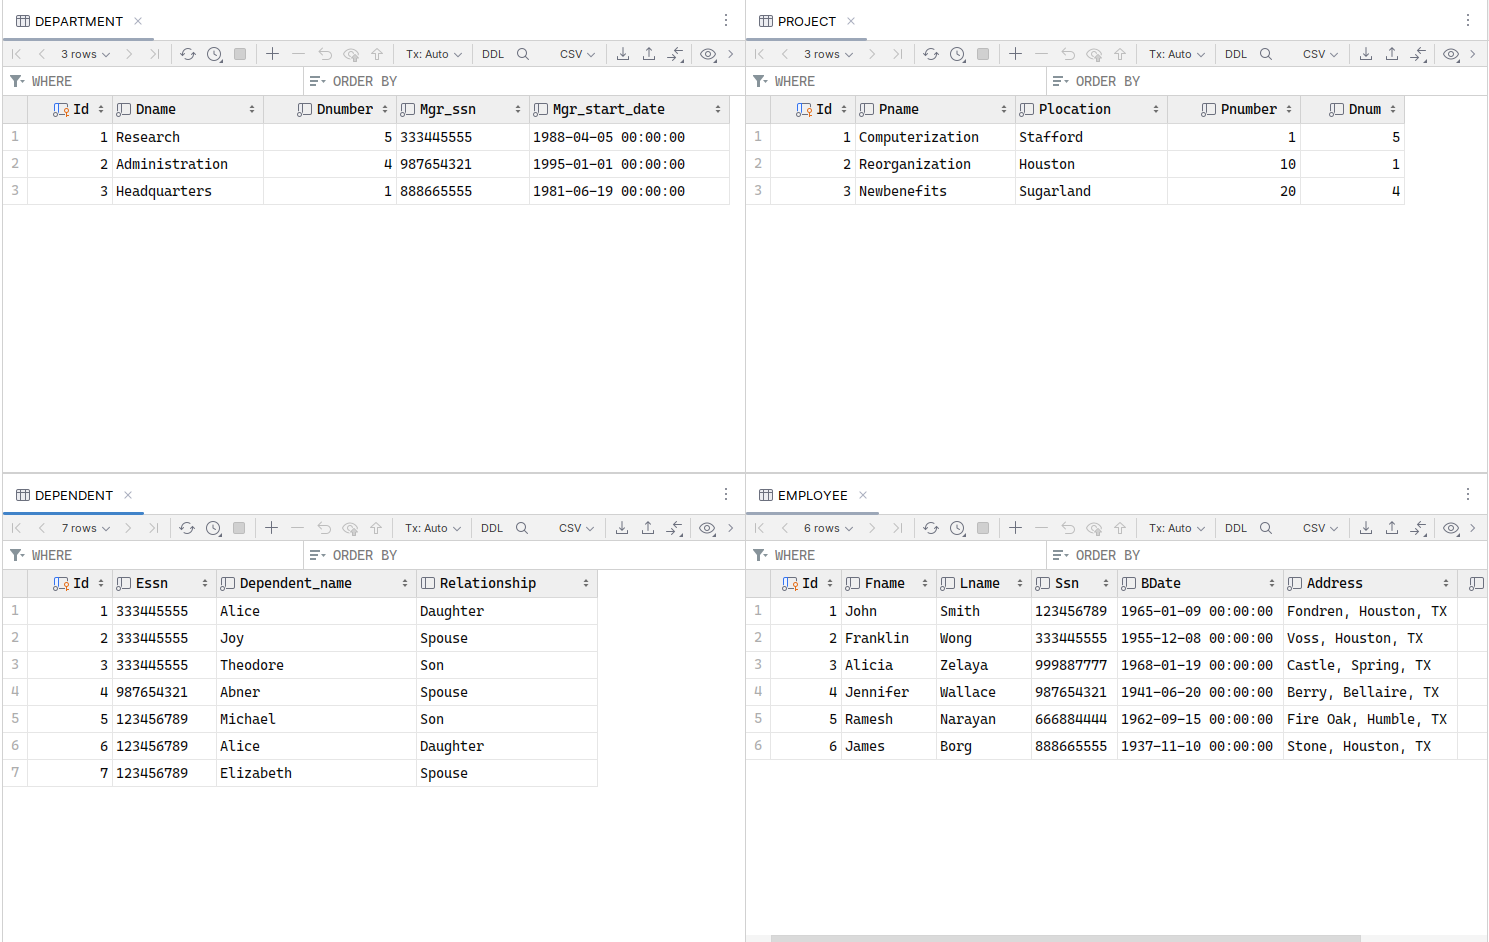 DEPARTMENT
3 rows Tx: Auto DDL CSV
WHERE ORDER BY
Id Dname Dnumber Mgr_ssn Mgr_start_date
1 1 Research 5 333445555 1988-04-05 00:00:00
2 2 Administration 4 987654321 1995-01-01 00:00:00
3 3 Headquarters 1 888665555 1981-06-19 00:00:00
PROJECT
3 rows Tx: Auto DDL CSV
WHERE ORDER BY
Id Pname Plocation Pnumber Dnum
1 1 Computerization Stafford 1 5
2 2 Reorganization Houston 10 1
3 3 Newbenefits Sugarland 20 4
DEPENDENT
7 rows Tx: Auto DDL CSV
WHERE ORDER BY
Id Essn Dependent_name Relationship
1 1 333445555 Alice Daughter
2 2 333445555 Joy Spouse
3 3 333445555 Theodore Son
4 4 987654321 Abner Spouse
5 5 123456789 Michael Son
6 6 123456789 Alice Daughter
7 7 123456789 Elizabeth Spouse
EMPLOYEE
6 rows Tx: Auto DDL CSV
WHERE ORDER BY
Id Fname Lname Ssn BDate Address
1 1 John Smith 123456789 1965-01-09 00:00:00 Fondren, Houston, TX
2 2 Franklin Wong 333445555 1955-12-08 00:00:00 Voss, Houston, TX
3 3 Alicia Zelaya 999887777 1968-01-19 00:00:00 Castle, Spring, TX
4 4 Jennifer Wallace 987654321 1941-06-20 00:00:00 Berry, Bellaire, TX
5 5 Ramesh Narayan 666884444 1962-09-15 00:00:00 Fire Oak, Humble, TX
6 6 James Borg 888665555 1937-11-10 00:00:00 Stone, Houston, TX